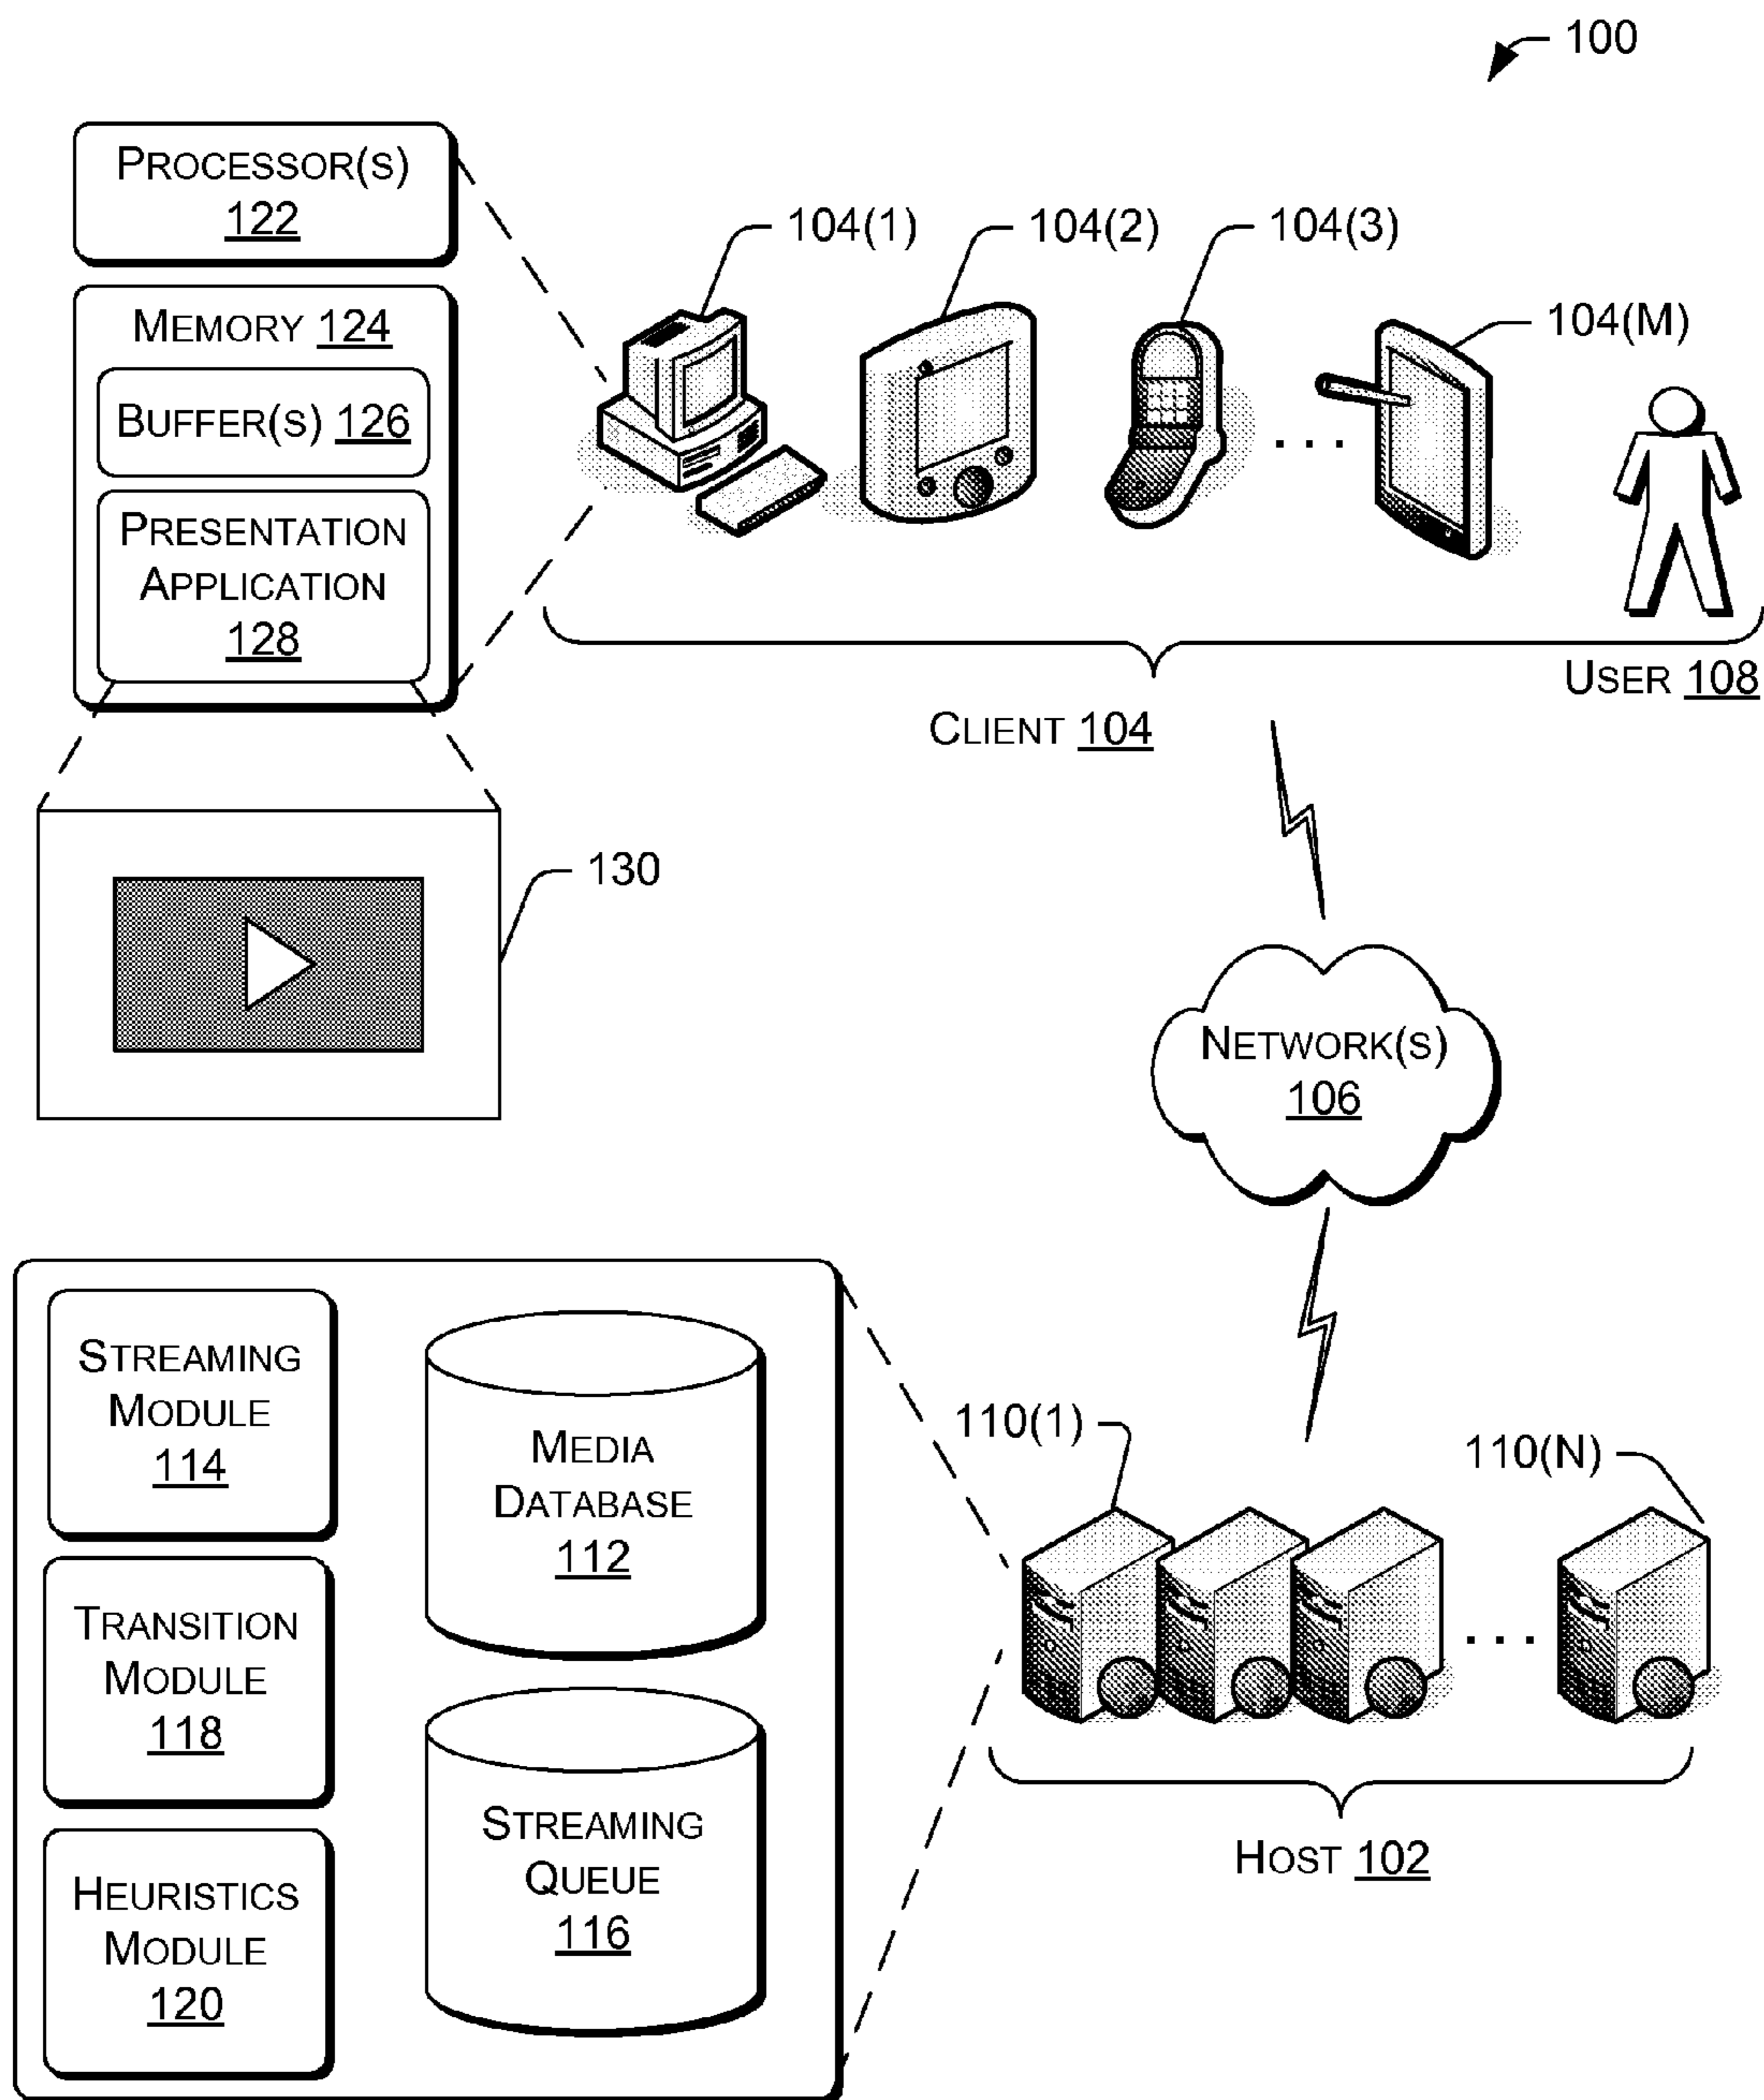 100
PROCESSOR(S)
122
MEMORY 124
BUFFER(S) 126
PRESENTATION
APPLICATION
128
104(1)
104(2)
104(3)
104(M)
...
USER 108
CLIENT 104
130
NETWORK(S)
106
STREAMING
MODULE
114
MEDIA
DATABASE
112
TRANSITION
MODULE
118
STREAMING
QUEUE
116
HEURISTICS
MODULE
120
110(1)
110(N)
...
HOST 102